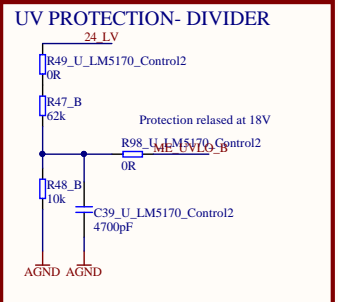 UV PROTECTION- DIVIDER
24_LV
R49_U_LM5170_Control2
0R
R47_B
62k
Protection relased at 18V
R98_U_LM5170_Control2
ME_UVLO_B
0R
R48_B
10k
C39_U_LM5170_Control2
4700pF
AGND AGND